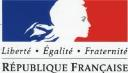 Liberté • Égalité • Fraternité
RÉPUBLIQUE FRANÇAISE